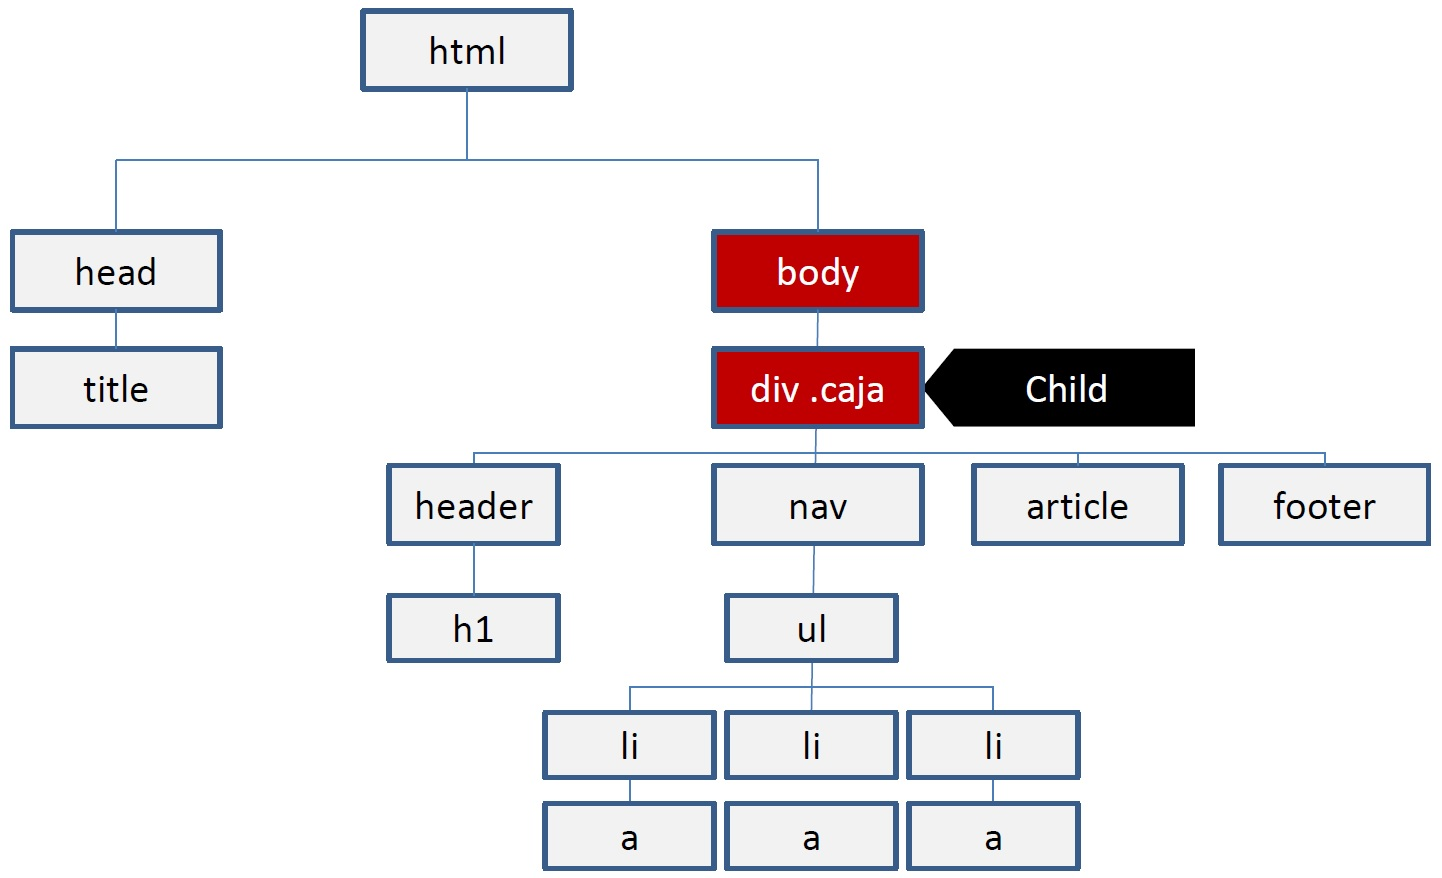 html
head
body
title
div .caja
Child
header
nav
article
footer
h1
ul
li
li
li
a
a
a